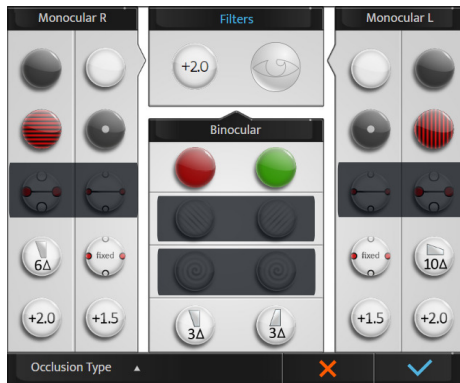 Monocular R
Filters
Monocular L
+2.0
Binocular
6Δ
fixed
fixed
10Δ
+2.0
+1.5
3Δ
3Δ
+1.5
+2.0
Occlusion Type